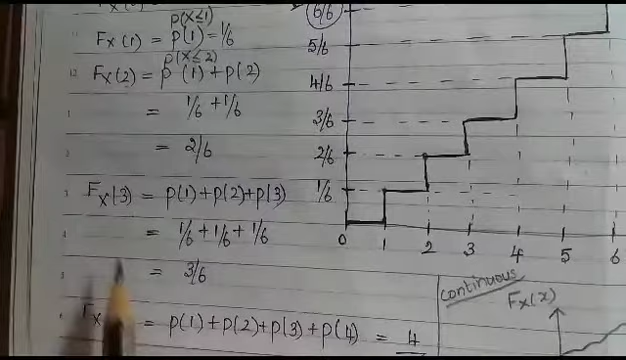 P(X≤1)
Fx(1) = P(1) = 1/6
P(X≤2)
Fx(2) = P(1) + P(2)
= 1/6 + 1/6
= 2/6
Fx(3) = P(1) + P(2) + P(3)
= 1/6 + 1/6 + 1/6
= 3/6
= P(1) + P(2) + P(3) + P(4) = 4
6/6
5/6
4/6
3/6
2/6
1/6
0 1 2 3 4 5 6
continuous
Fx(x)